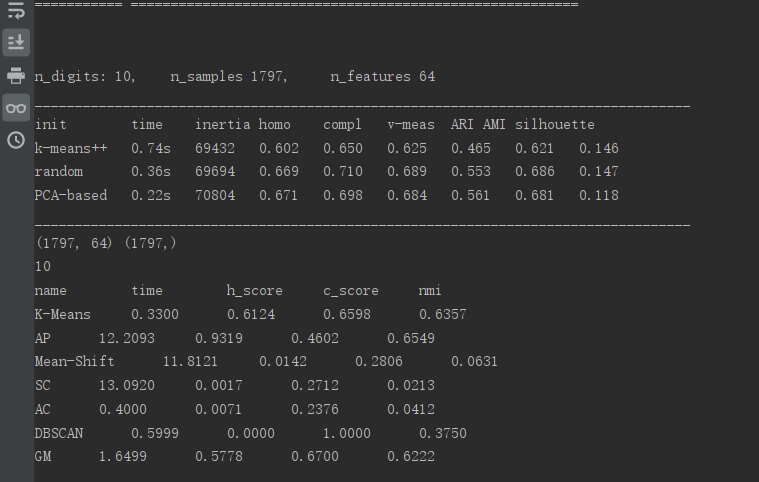 =========== ========================================================
n_digits: 10,    n_samples 1797,     n_features 64
__________________________________________________________________________________
init        time    inertia homo    compl   v-meas  ARI AMI silhouette
k-means++   0.74s   69432   0.602   0.650   0.625   0.465   0.621   0.146
random      0.36s   69694   0.669   0.710   0.689   0.553   0.686   0.147
PCA-based   0.22s   70804   0.671   0.698   0.684   0.561   0.681   0.118
__________________________________________________________________________________
(1797, 64) (1797,)
10
name        time        h_score     c_score     nmi
K-Means     0.3300      0.6124      0.6598      0.6357
AP      12.2093     0.9319      0.4602      0.6549
Mean-Shift      11.8121     0.0142      0.2806      0.0631
SC      13.0920     0.0017      0.2712      0.0213
AC      0.4000      0.0071      0.2376      0.0412
DBSCAN      0.5999      0.0000      1.0000      0.3750
GM      1.6499      0.5778      0.6700      0.6222